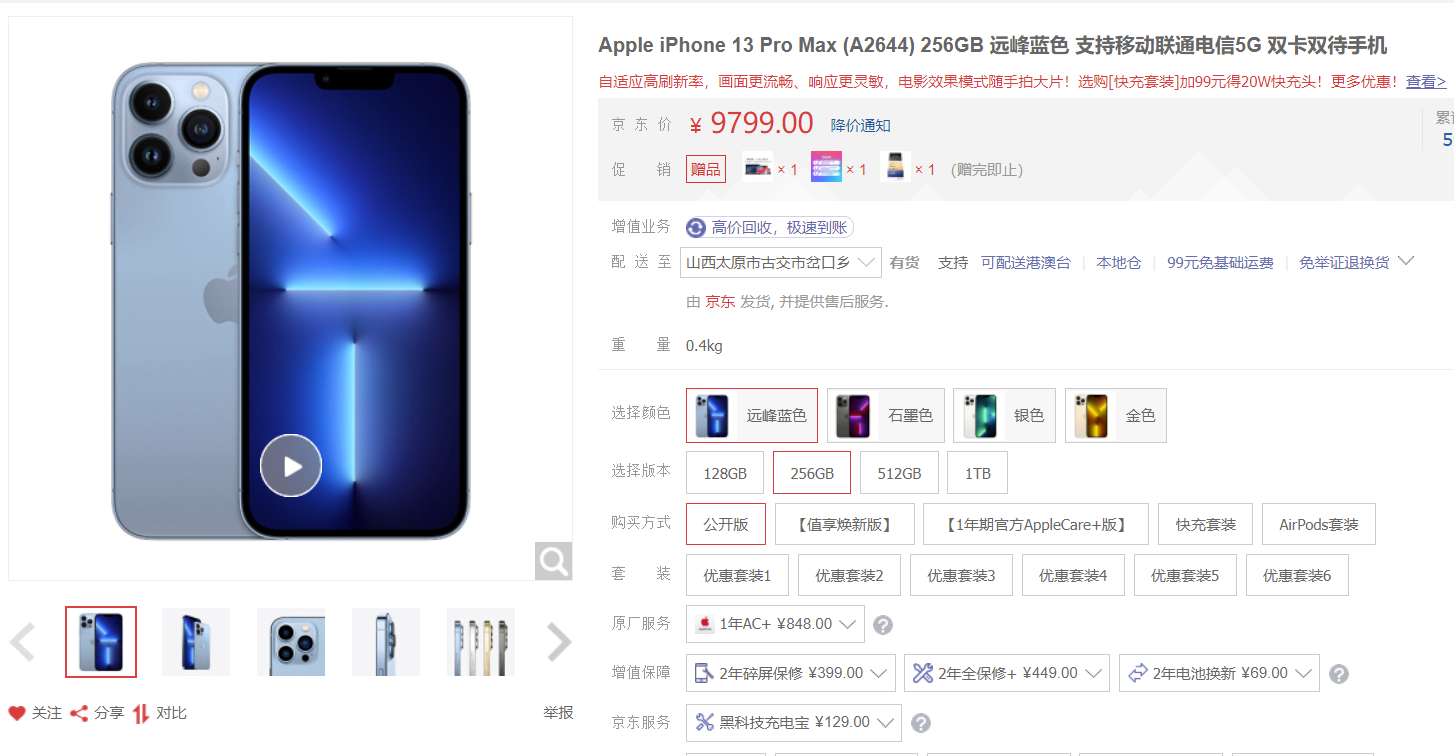 Apple iPhone 13 Pro Max (A2644) 256GB 远峰蓝色 支持移动联通电信5G 双卡双待手机
自适应高刷新率，画面更流畅、响应更灵敏，电影效果模式随手拍大片！选购[快充套装]加99元得20W快充头！更多优惠！查看>
京东价 ¥ 9799.00 降价通知
促销 赠品 ×1 ×1 ×1 (赠完即止)
5
增值业务 高价回收，极速到账
配送至 山西太原市古交市岔口乡 有货 支持 可配送港澳台 本地仓 99元免基础运费 免举证退换货
由 京东 发货, 并提供售后服务.
重量 0.4kg
选择颜色 远峰蓝色 石墨色 银色 金色
选择版本 128GB 256GB 512GB 1TB
购买方式 公开版 【值享焕新版】 【1年期官方AppleCare+版】 快充套装 AirPods套装
套装 优惠套装1 优惠套装2 优惠套装3 优惠套装4 优惠套装5 优惠套装6
原厂服务 1年AC+ ¥848.00 ?
增值保障 2年碎屏保修 ¥399.00 2年全保修+ ¥449.00 2年电池换新 ¥69.00 ?
京东服务 黑科技充电宝 ¥129.00 ?
关注 分享 对比 举报